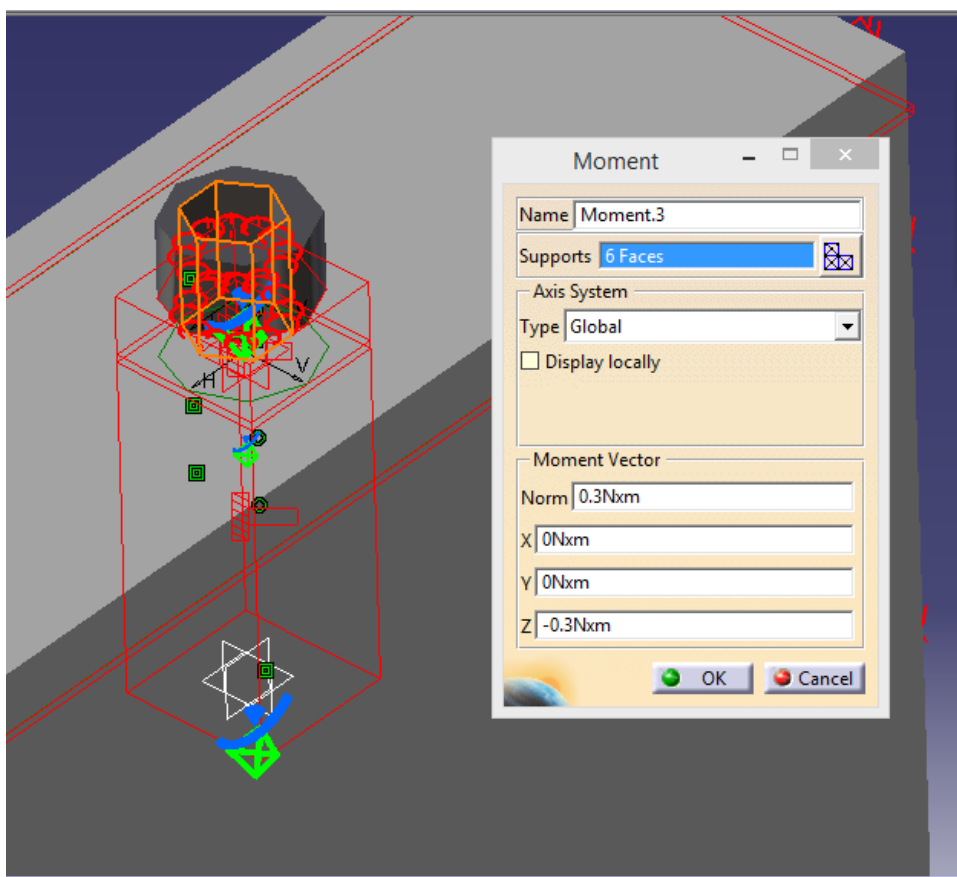 Moment
Name Moment.3
Supports 6 Faces
Axis System
Type Global
Display locally
Moment Vector
Norm 0.3Nxm
X 0Nxm
Y 0Nxm
Z -0.3Nxm
OK Cancel
H V